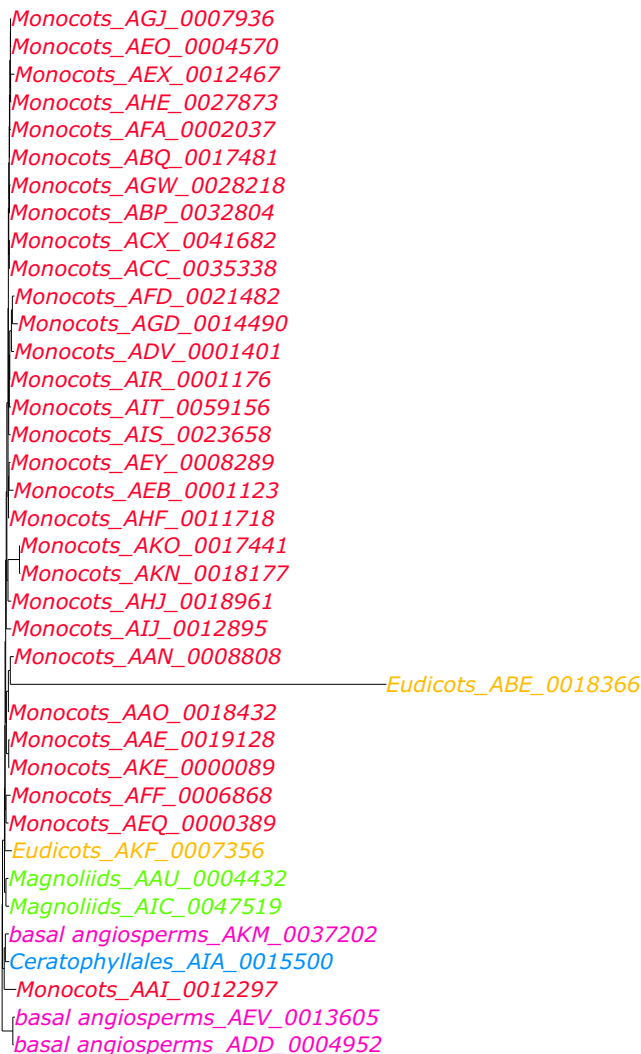 Monocots_AGJ_0007936
Monocots_AEO_0004570
Monocots_AEX_0012467
Monocots_AHE_0027873
Monocots_AFA_0002037
Monocots_ABQ_0017481
Monocots_AGW_0028218
Monocots_ABP_0032804
Monocots_ACX_0041682
Monocots_ACC_0035338
Monocots_AFD_0021482
Monocots_AGD_0014490
Monocots_ADV_0001401
Monocots_AIR_0001176
Monocots_AIT_0059156
Monocots_AIS_0023658
Monocots_AEY_0008289
Monocots_AEB_0001123
Monocots_AHF_0011718
Monocots_AKO_0017441
Monocots_AKN_0018177
Monocots_AHJ_0018961
Monocots_AIJ_0012895
Monocots_AAN_0008808
Eudicots_ABE_0018366
Monocots_AAO_0018432
Monocots_AAE_0019128
Monocots_AKE_0000089
Monocots_AFF_0006868
Monocots_AEQ_0000389
Eudicots_AKF_0007356
Magnoliids_AAU_0004432
Magnoliids_AIC_0047519
basal angiosperms_AKM_0037202
Ceratophyllales_AIA_0015500
Monocots_AAI_0012297
basal angiosperms_AEV_0013605
basal angiosperms_ADD_0004952